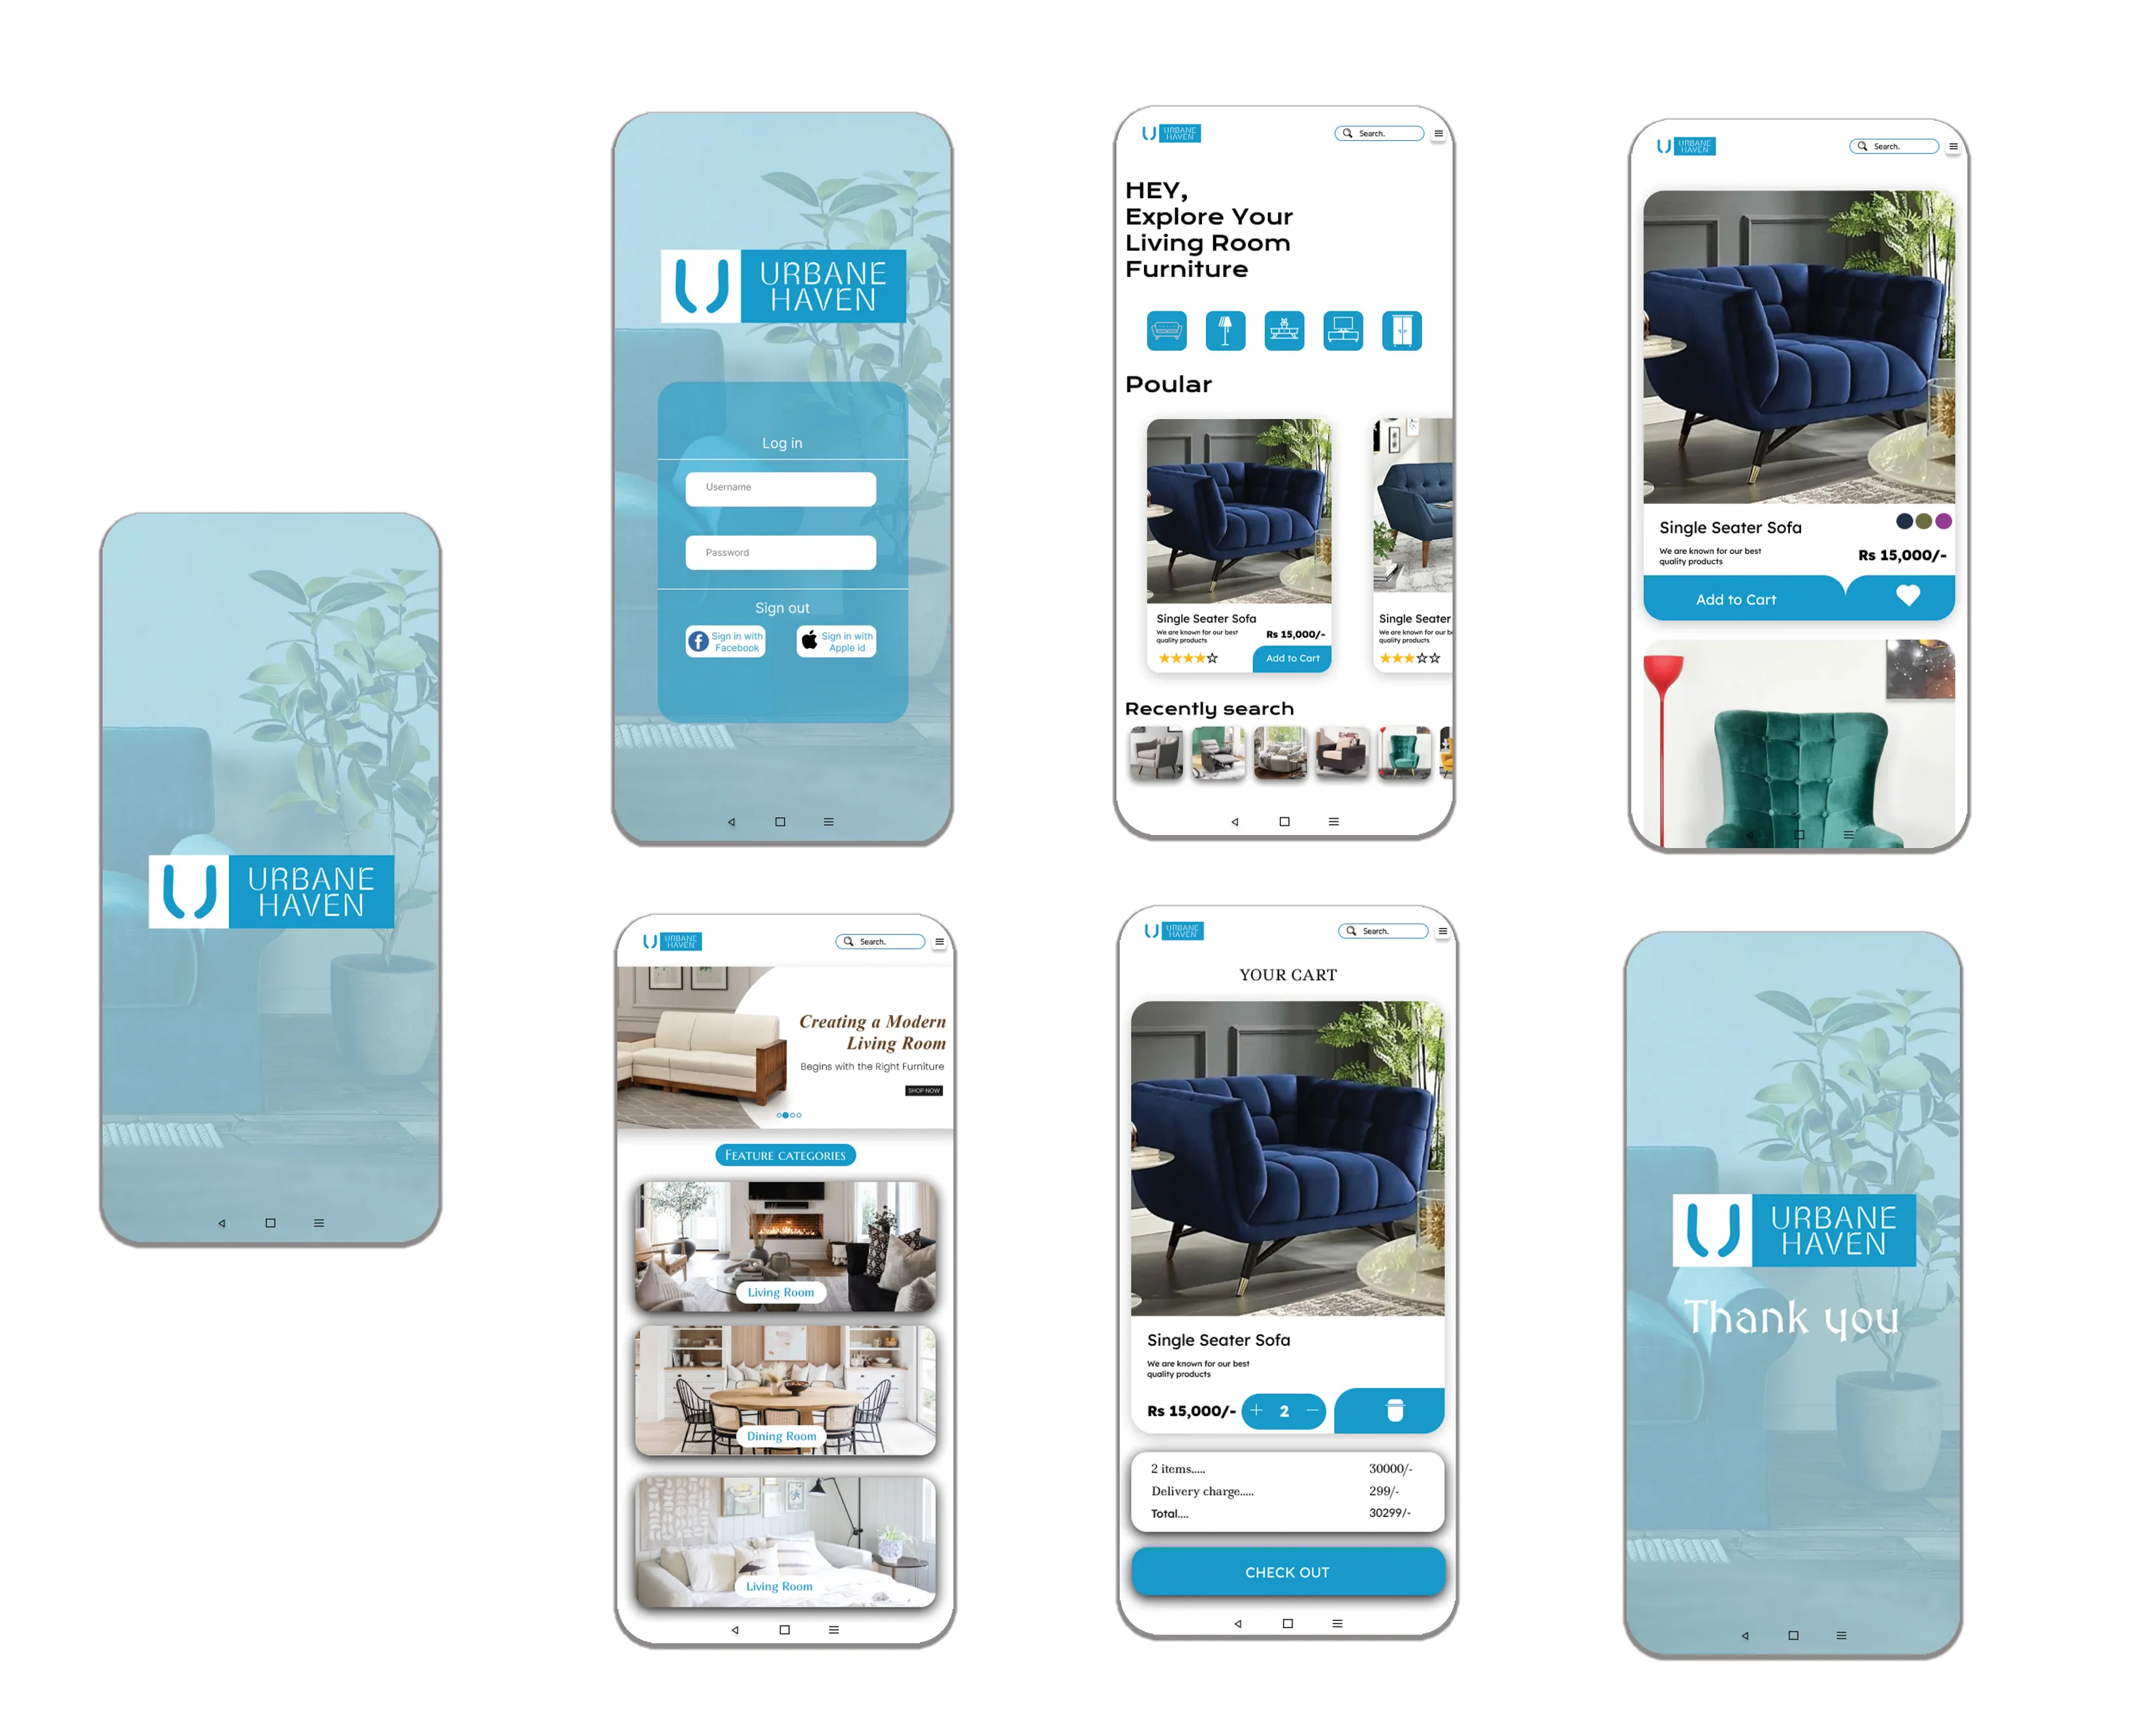 URBANE
HAVEN
URBANE
HAVEN
Log in
Username
Password
Sign out
Sign in with
Facebook
Sign in with
Apple id
URBANE
HAVEN
Search.
Creating a Modern
Living Room
Begins with the Right Furniture
SHOP NOW
FEATURE CATEGORIES
Living Room
Dining Room
Living Room
URBANE
HAVEN
Search.
HEY,
Explore Your
Living Room
Furniture
Poular
Single Seater Sofa
We are known for our best
quality products
Rs 15,000/-
Add to Cart
Single Seater
We are known for our b
quality products
Recently search
URBANE
HAVEN
Search.
YOUR CART
Single Seater Sofa
We are known for our best
quality products
Rs 15,000/- + 2 −
2 items..... 30000/-
Delivery charge..... 299/-
Total.... 30299/-
CHECK OUT
URBANE
HAVEN
Search.
Single Seater Sofa
We are known for our best
quality products
Rs 15,000/-
Add to Cart
URBANE
HAVEN
Thank you